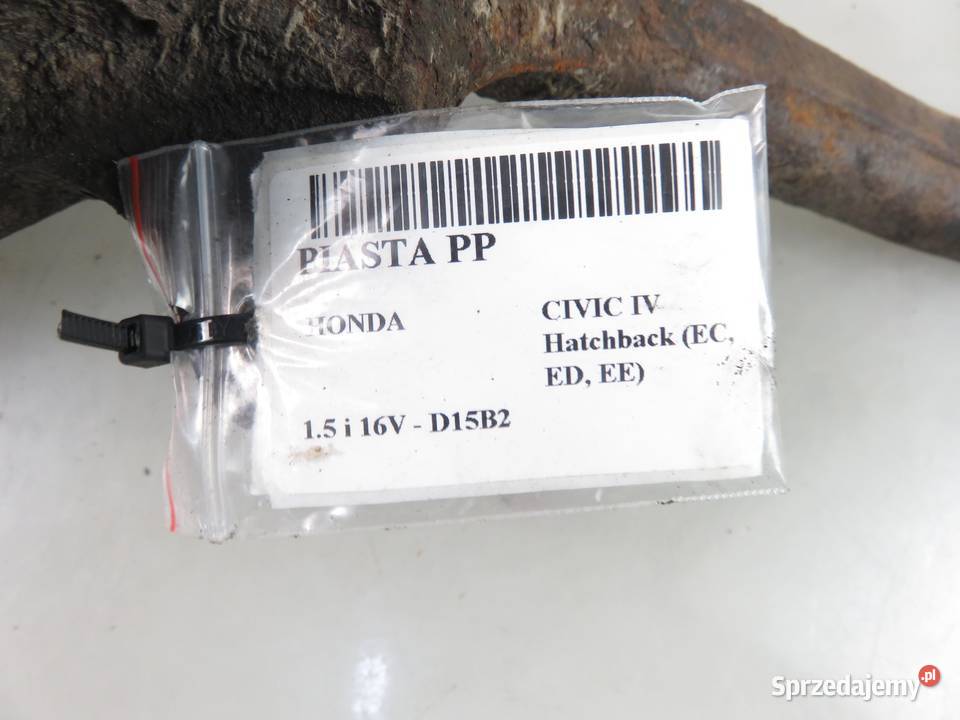 PIASTA PP
HONDA
CIVIC IV
Hatchback (EC,
ED, EE)
1.5 i 16V - D15B2
Sprzedajemy.pl